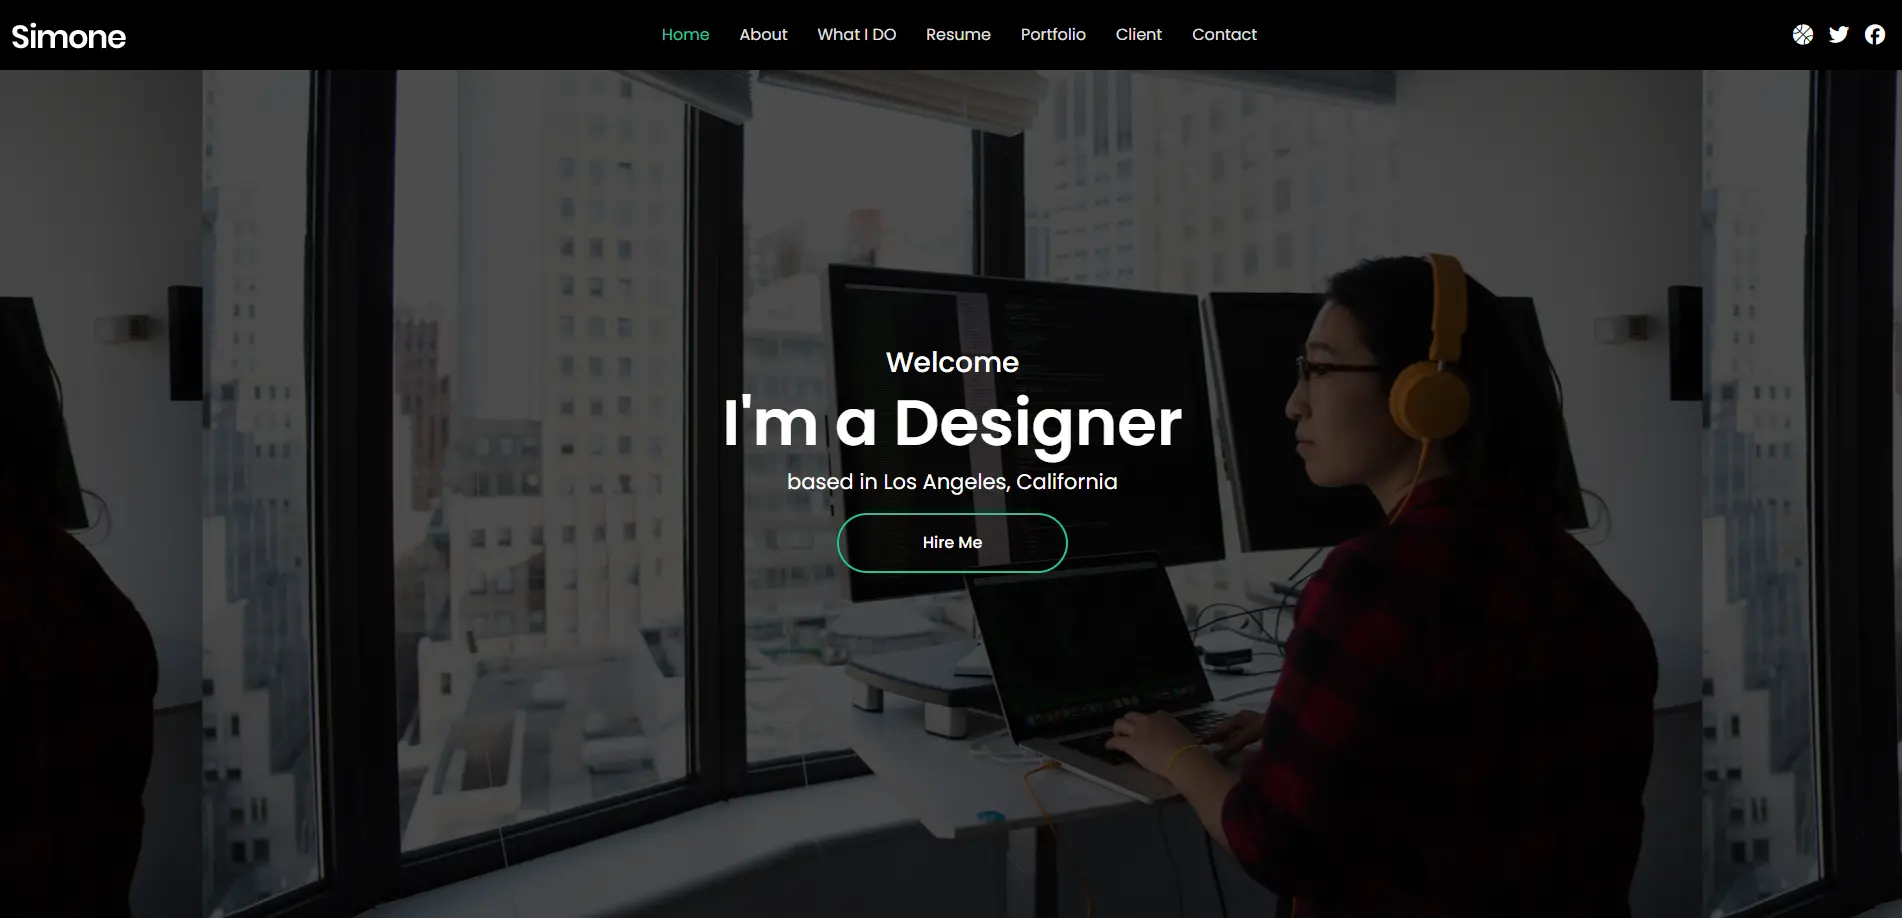 Simone
Home About What I DO Resume Portfolio Client Contact
Welcome
I'm a Designer
based in Los Angeles, California
Hire Me